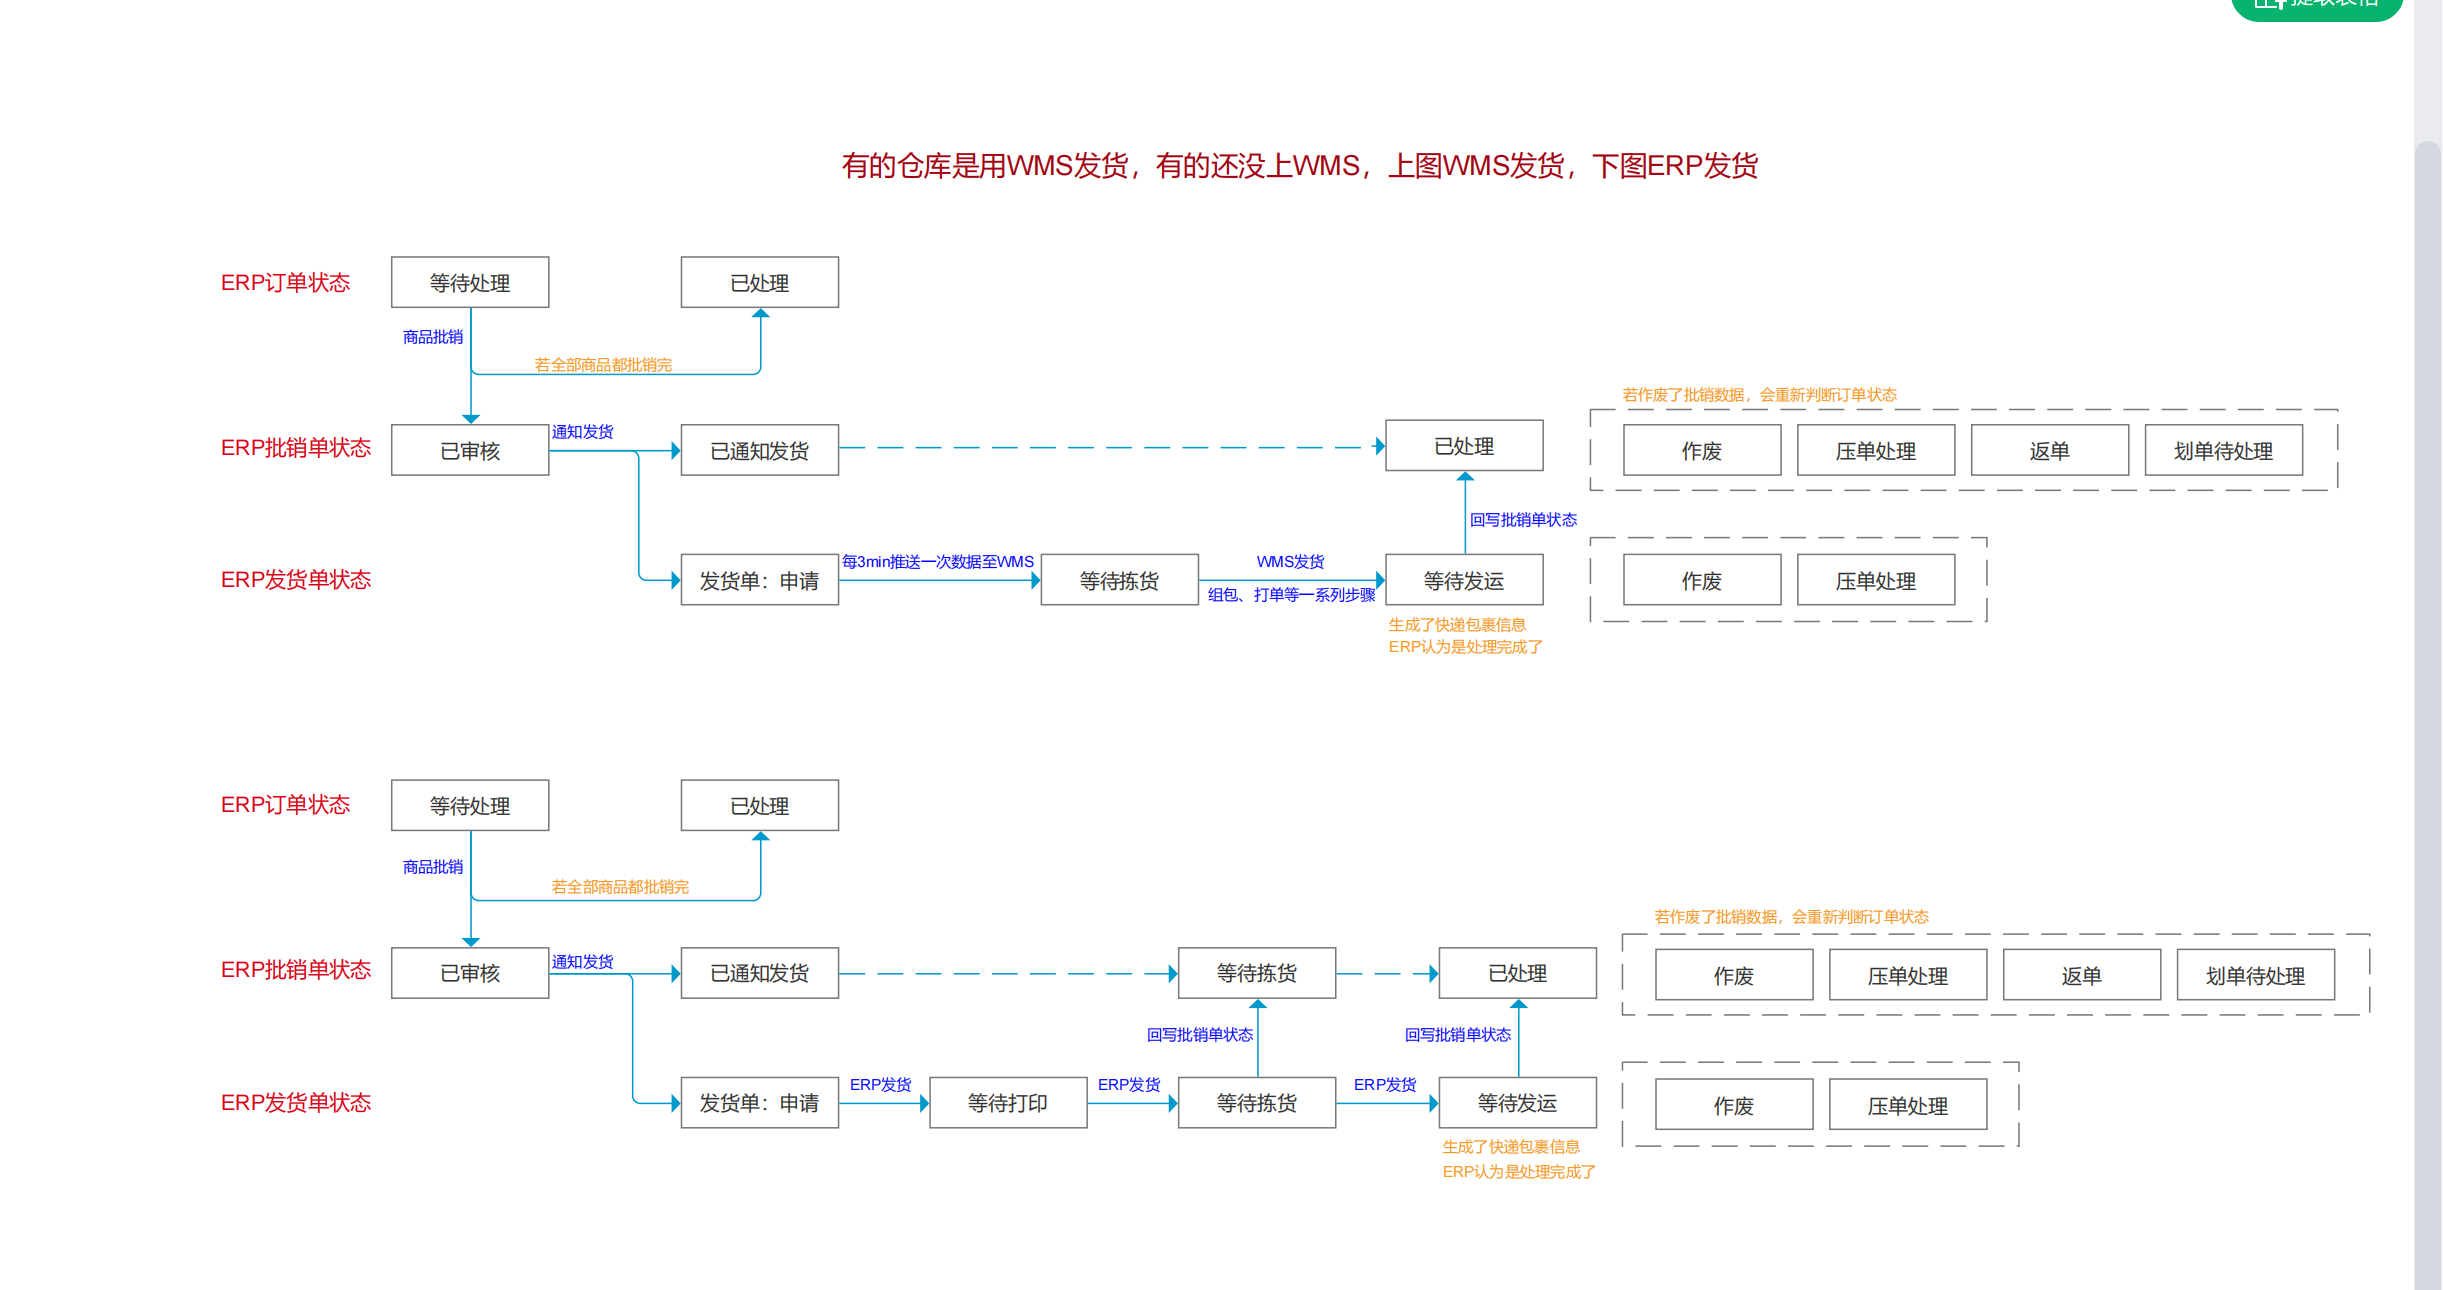 提取表格
有的仓库是用WMS发货，有的还没上WMS，上图WMS发货，下图ERP发货
ERP订单状态
等待处理
已处理
商品批销
若全部商品都批销完
若作废了批销数据，会重新判断订单状态
ERP批销单状态
已审核
通知发货
已通知发货
已处理
作废
压单处理
返单
划单待处理
回写批销单状态
ERP发货单状态
发货单：申请
每3min推送一次数据至WMS
等待拣货
WMS发货
组包、打单等一系列步骤
等待发运
作废
压单处理
生成了快递包裹信息
ERP认为是处理完成了
ERP订单状态
等待处理
已处理
商品批销
若全部商品都批销完
若作废了批销数据，会重新判断订单状态
ERP批销单状态
已审核
通知发货
已通知发货
等待拣货
已处理
作废
压单处理
返单
划单待处理
回写批销单状态
回写批销单状态
ERP发货单状态
发货单：申请
ERP发货
等待打印
ERP发货
等待拣货
ERP发货
等待发运
作废
压单处理
生成了快递包裹信息
ERP认为是处理完成了